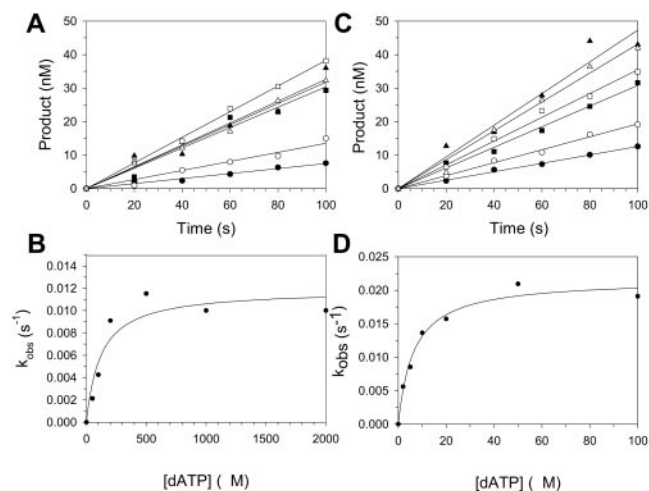 A
C
50
40
30
20
10
0
Product (nM)
0 20 40 60 80 100
Time (s)
50
40
30
20
10
0
Product (nM)
0 20 40 60 80 100
Time (s)
B
D
0.014
0.012
0.010
0.008
0.006
0.004
0.002
0.000
kobs (s-1)
0 500 1000 1500 2000
[dATP] ( M)
0.025
0.020
0.015
0.010
0.005
0.000
kobs (s-1)
0 20 40 60 80 100
[dATP] ( M)